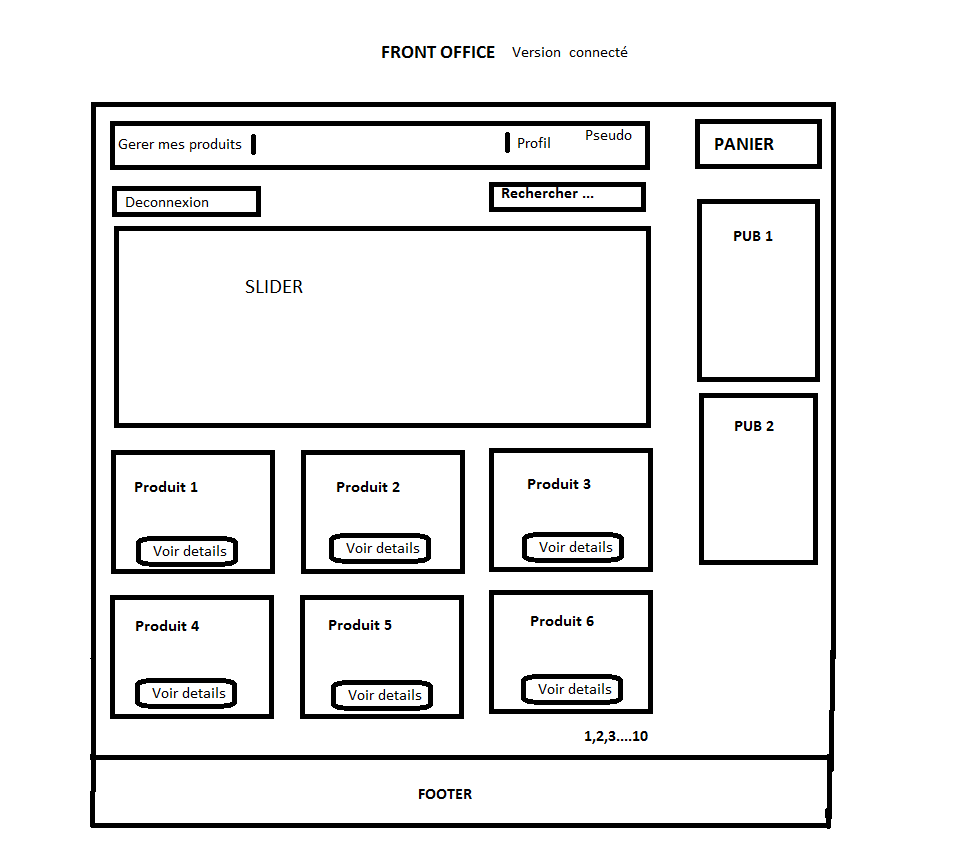 FRONT OFFICE Version connecté
Gerer mes produits Profil Pseudo
PANIER
Deconnexion
Rechercher ...
SLIDER
PUB 1
PUB 2
Produit 1
Voir details
Produit 2
Voir details
Produit 3
Voir details
Produit 4
Voir details
Produit 5
Voir details
Produit 6
Voir details
1,2,3....10
FOOTER